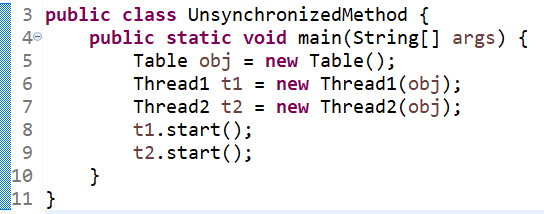 3 public class UnsynchronizedMethod {
4 public static void main(String[] args) {
5 Table obj = new Table();
6 Thread1 t1 = new Thread1(obj);
7 Thread2 t2 = new Thread2(obj);
8 t1.start();
9 t2.start();
10 }
11 }